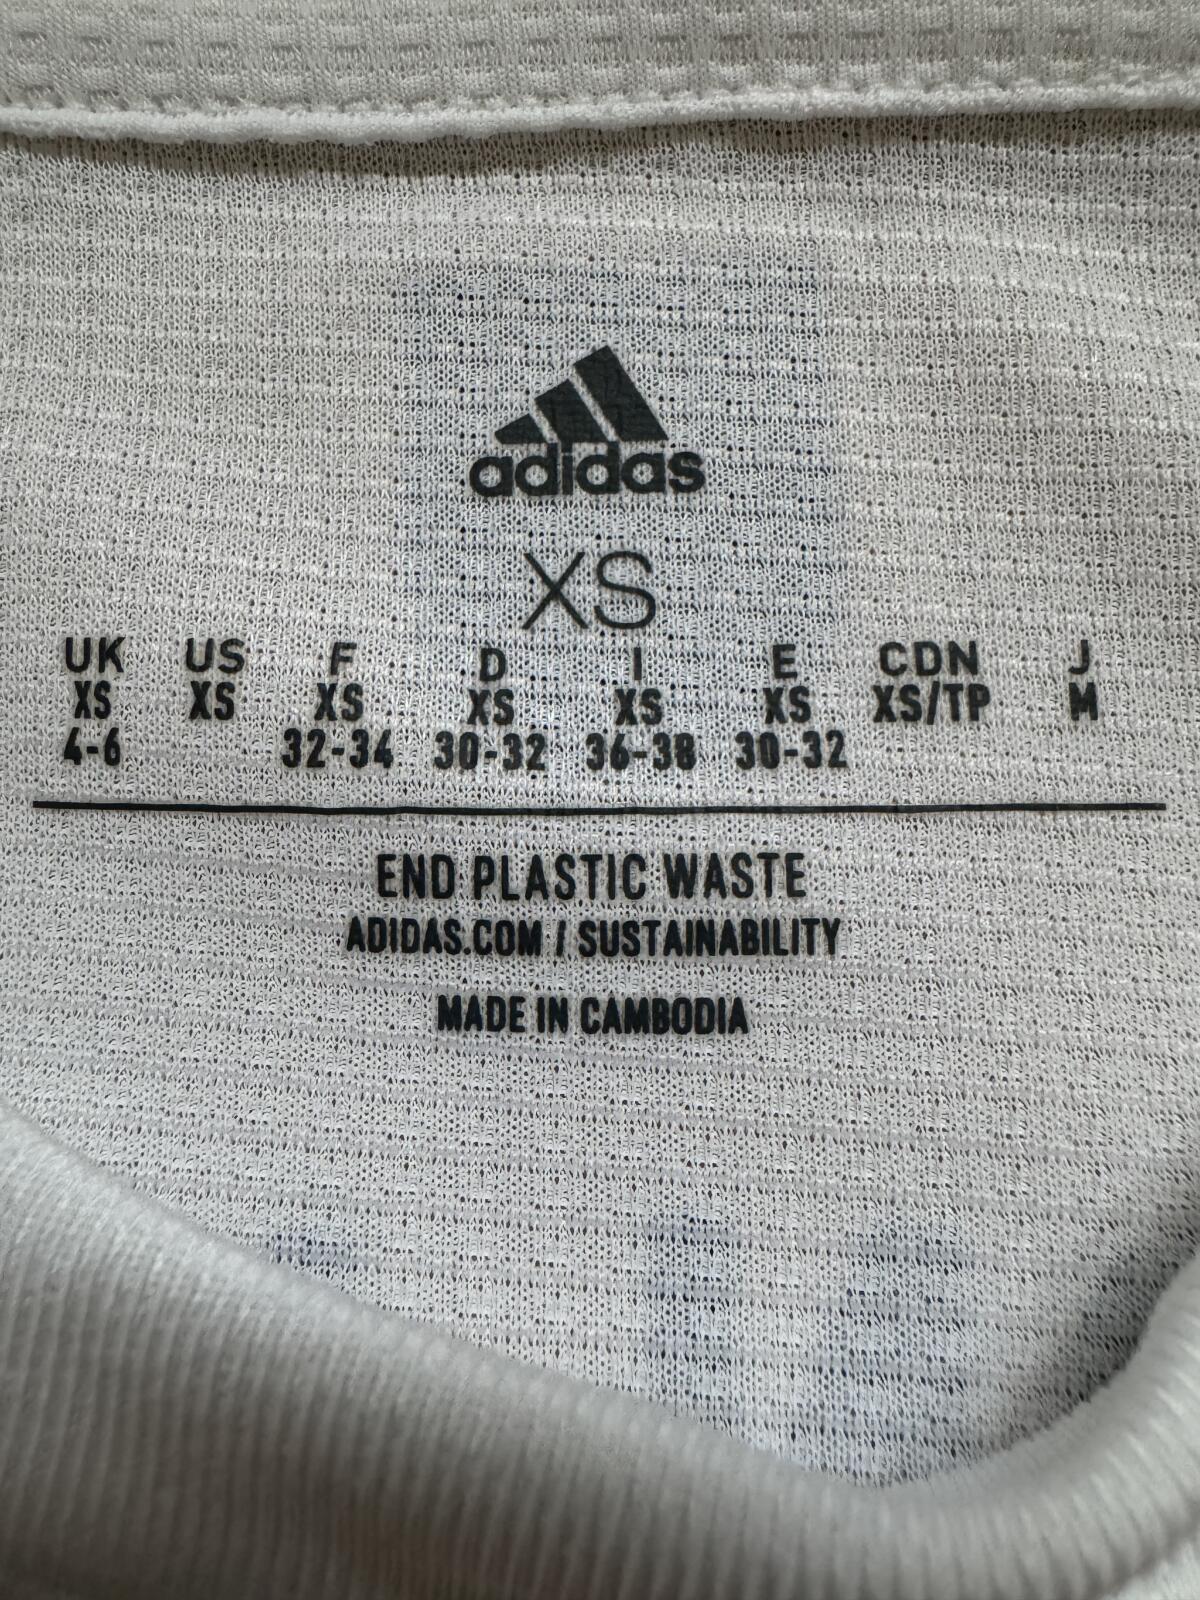 adidas
XS
UK US F D I E CDN J
XS XS XS XS XS XS XS/TP M
4-6 32-34 30-32 36-38 30-32
END PLASTIC WASTE
ADIDAS.COM / SUSTAINABILITY
MADE IN CAMBODIA